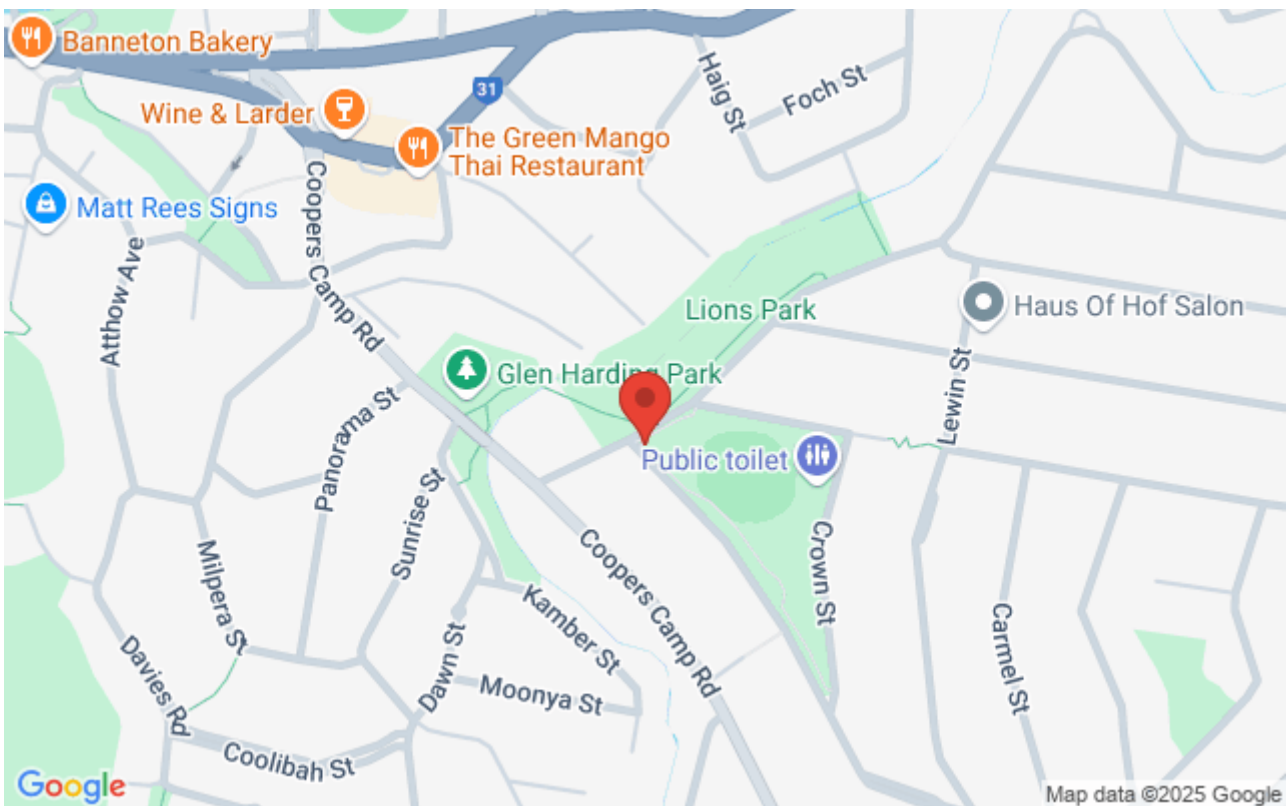 Banneton Bakery
Wine & Larder
31
The Green Mango
Thai Restaurant
Haig St
Foch St
Matt Rees Signs
Coopers Camp Rd
Atthow Ave
Lions Park
Haus Of Hof Salon
Glen Harding Park
Panorama St
Lewin St
Public toilet
Sunrise St
Milpera St
Coopers Camp Rd
Crown St
Kamber St
Carmel St
Davies Rd
Dawn St
Moonya St
Coolibah St
Google
Map data ©2025 Google